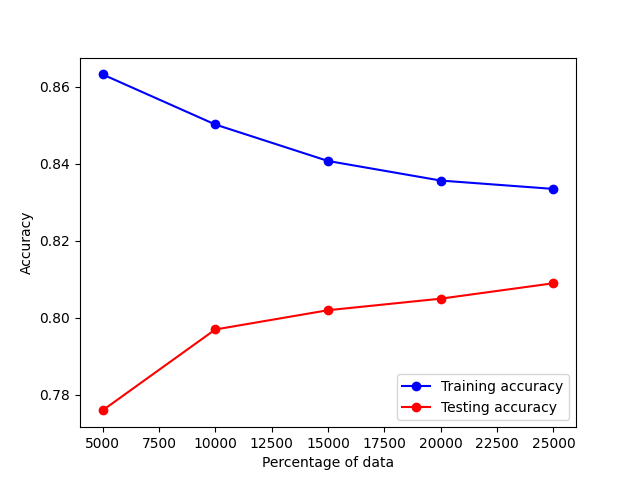 0.86
0.84
0.82
0.80
0.78
Accuracy
Training accuracy
Testing accuracy
5000 7500 10000 12500 15000 17500 20000 22500 25000
Percentage of data